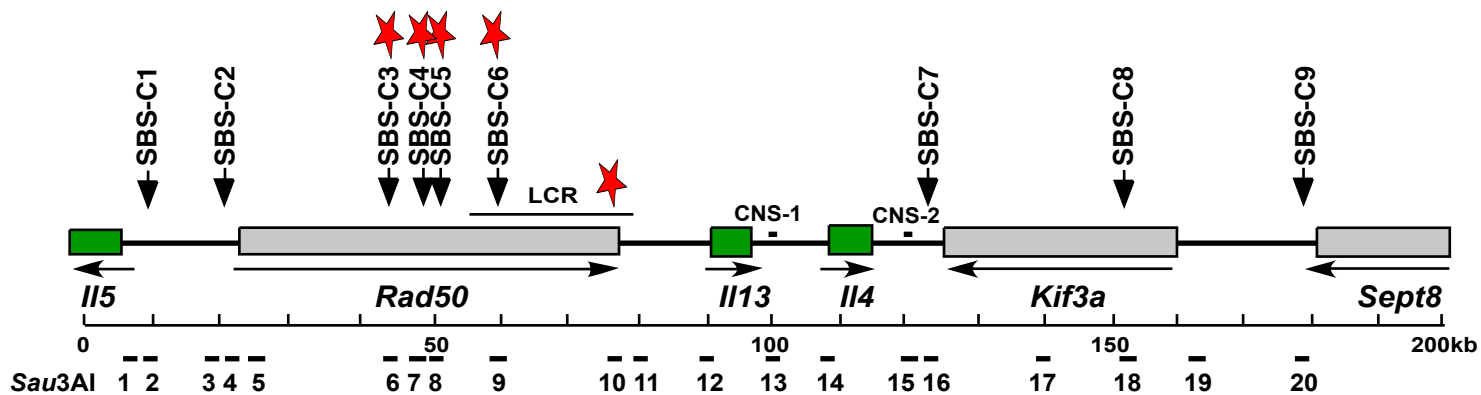 SBS-C1
SBS-C2
SBS-C3
SBS-C4
SBS-C5
SBS-C6
SBS-C7
SBS-C8
SBS-C9
LCR
CNS-1
CNS-2
Il5 Rad50 Il13 Il4 Kif3a Sept8
0 50 100 150 200kb
Sau3AI 1 2 3 4 5 6 7 8 9 10 11 12 13 14 15 16 17 18 19 20